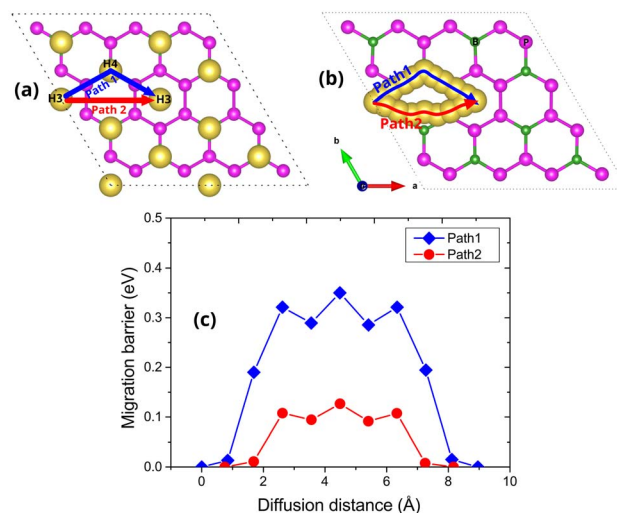 (a)
H4
Path 1
H3
H3
Path 2
(b)
B
P
Path1
Path2
b
a
(c)
Path1
Path2
Migration barrier (eV)
0.5
0.4
0.3
0.2
0.1
0.0
0 2 4 6 8 10
Diffusion distance (Å)